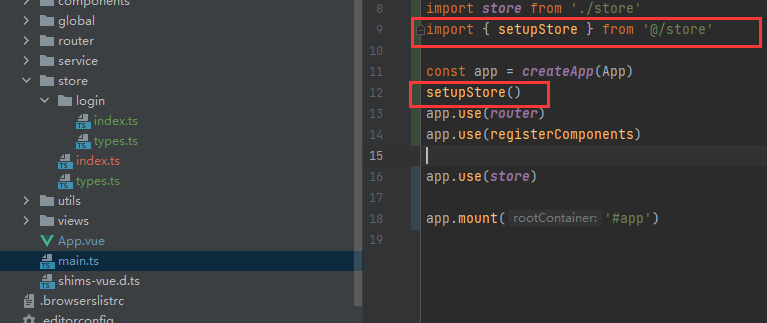 components
global
router
service
store
login
index.ts
types.ts
index.ts
types.ts
utils
views
App.vue
main.ts
shims-vue.d.ts
.browserslistrc
.editorconfig
8 import store from './store'
9 import { setupStore } from '@/store'
10
11 const app = createApp(App)
12 setupStore()
13 app.use(router)
14 app.use(registerComponents)
15
16 app.use(store)
17
18 app.mount( rootContainer: '#app')
19